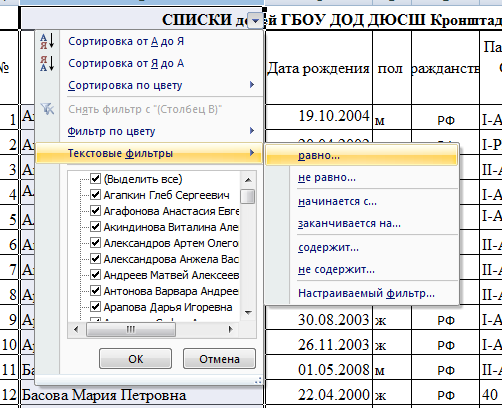 СПИСКИ ДОД ДЮСШ Кронштад
Сортировка от А до Я
Сортировка от Я до А
Сортировка по цвету
Снять фильтр с "(Столбец B)"
Фильтр по цвету
Текстовые фильтры
(Выделить все)
Агапкин Глеб Сергеевич
Агафонова Анастасия Евге
Акиндинова Виталина Але
Александров Артем Олего
Александрова Анжела Вас
Андреев Матвей Алексеев
Антонова Варвара Андрее
Арапова Дарья Игоревна
ОК
Отмена
равно...
не равно...
начинается с...
заканчивается на...
содержит...
не содержит...
Настраиваемый фильтр...
№ Дата рождения пол ражданств Па
1 19.10.2004 м РФ I-А
2 I-А
3 II-А
4 I-А
5 I-А
6 II-А
7 II-А
8 II-А
9 30.08.2003 ж РФ I-А
10 26.11.2003 ж РФ I-А
11 Ба 01.05.2008 м РФ II-А
12 Басова Мария Петровна 22.04.2000 ж РФ 40